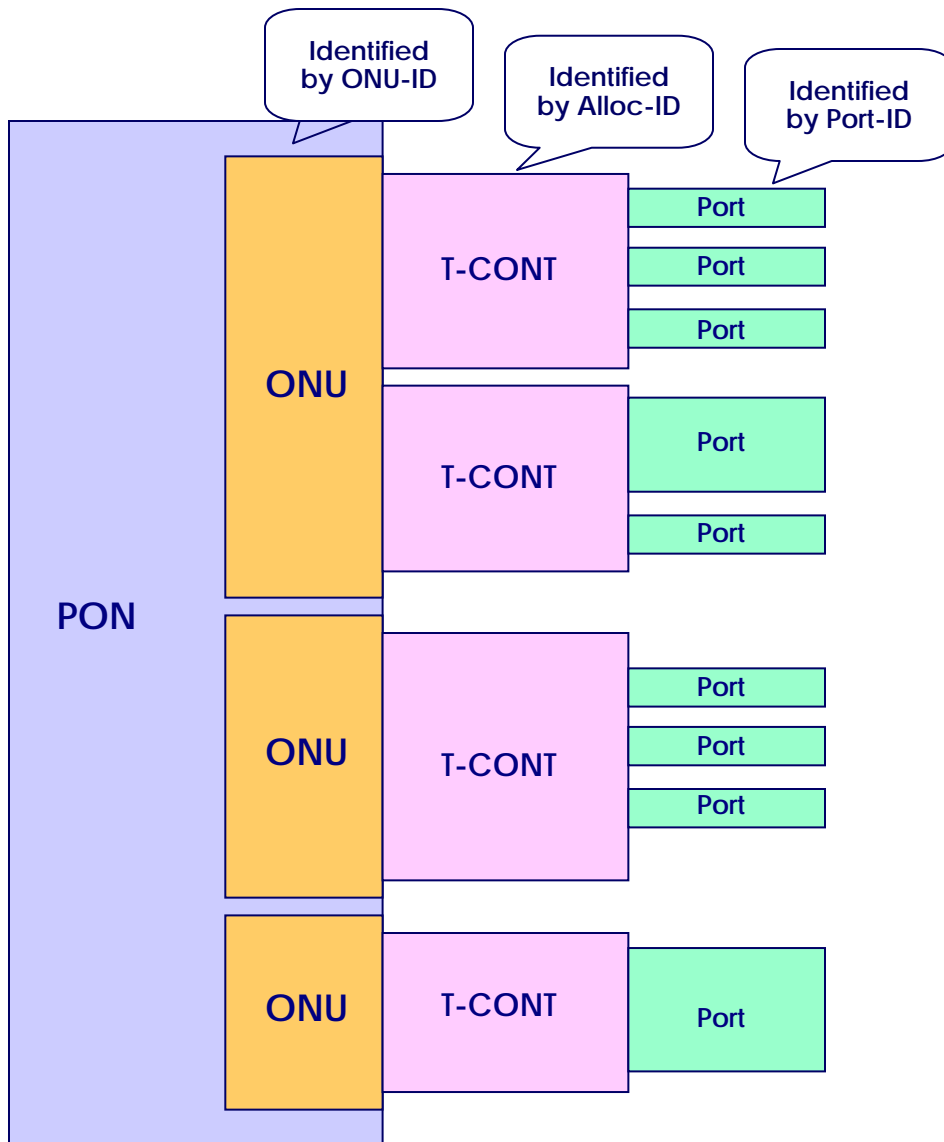 Identified
by ONU-ID
Identified
by Alloc-ID
Identified
by Port-ID
Port
T-CONT
Port
Port
ONU
Port
T-CONT
Port
PON
Port
ONU
T-CONT
Port
Port
ONU
T-CONT
Port